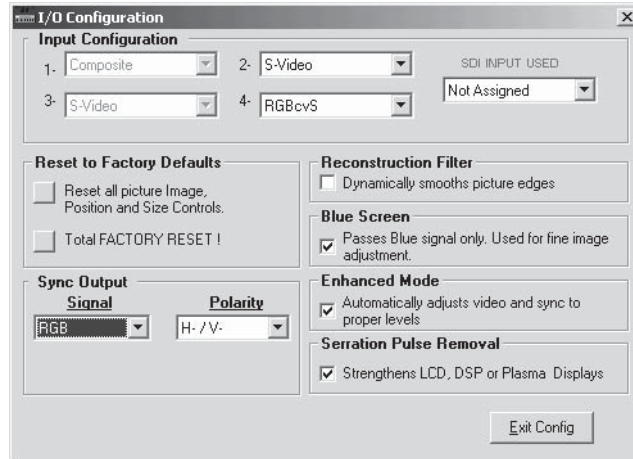 I/O Configuration
Input Configuration
1- Composite
2- S-Video
SDI INPUT USED
Not Assigned
3- S-Video
4- RGBcvS
Reset to Factory Defaults
Reset all picture Image,
Position and Size Controls.
Total FACTORY RESET !
Sync Output
Signal Polarity
RGB H- / V-
Reconstruction Filter
Dynamically smooths picture edges
Blue Screen
Passes Blue signal only. Used for fine image
adjustment.
Enhanced Mode
Automatically adjusts video and sync to
proper levels
Serration Pulse Removal
Strengthens LCD, DSP or Plasma Displays
Exit Config